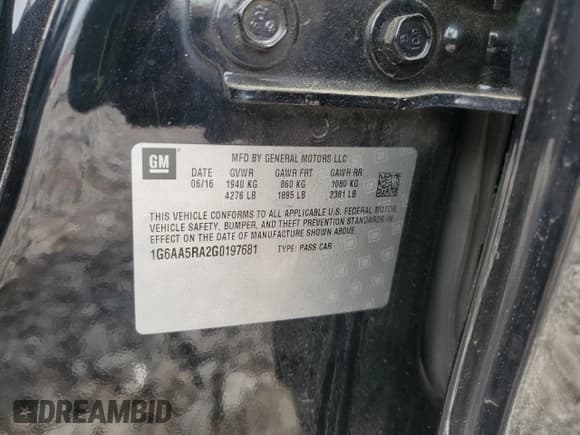 GM
MFD BY GENERAL MOTORS LLC
DATE GVWR GAWR FRT GAWR RR
06/16 1940 KG 860 KG 1080 KG
4276 LB 1895 LB 2381 LB
THIS VEHICLE CONFORMS TO ALL APPLICABLE U.S. FEDERAL MOTOR
VEHICLE SAFETY, BUMPER, AND THEFT PREVENTION STANDARDS IN
EFFECT ON THE DATE OF MANUFACTURE SHOWN ABOVE.
1G6AA5RA2G0197681 TYPE: PASS CAR
DREAMBID